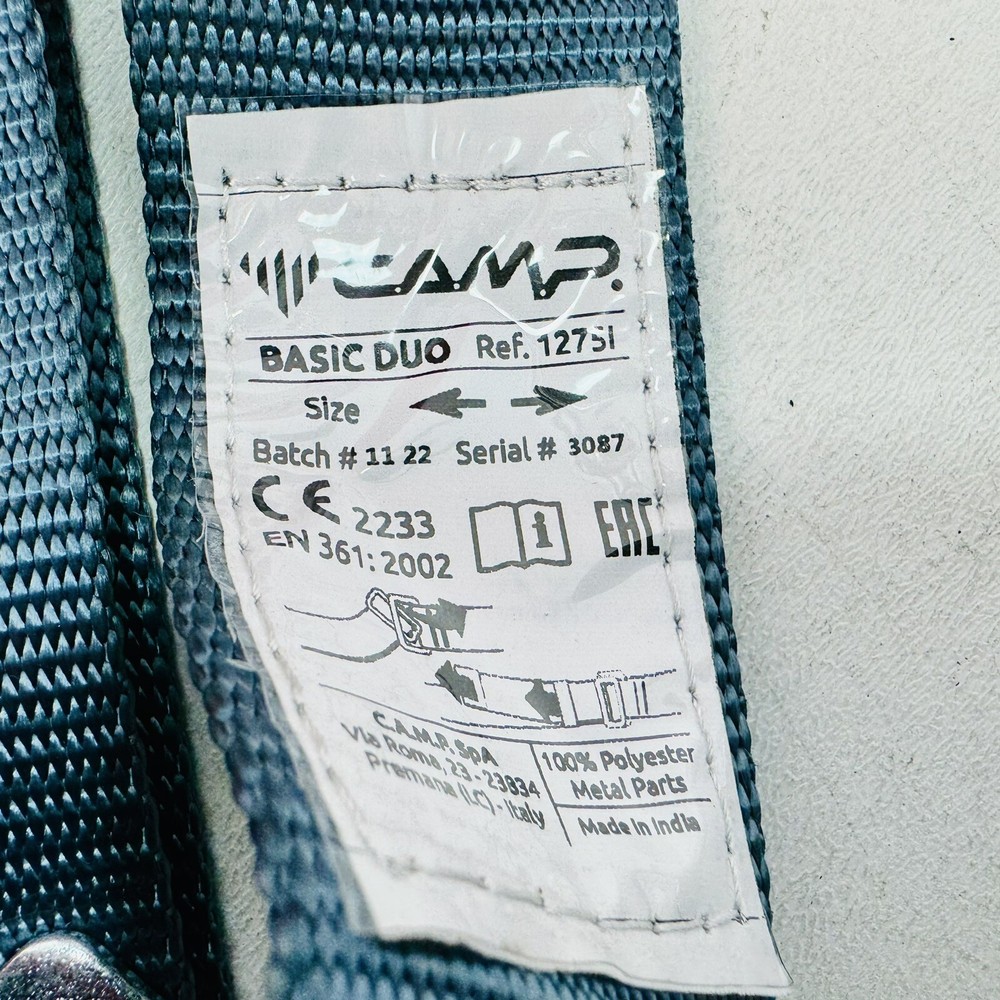 C.A.M.P.
BASIC DUO Ref. 1275I
Size
Batch # 11 22 Serial # 3087
CE 2233
EN 361:2002
i
EAC
C.A.M.P. SpA
Via Roma, 23 - 23834
Premana (LC) - Italy
100% Polyester
Metal Parts
Made in India